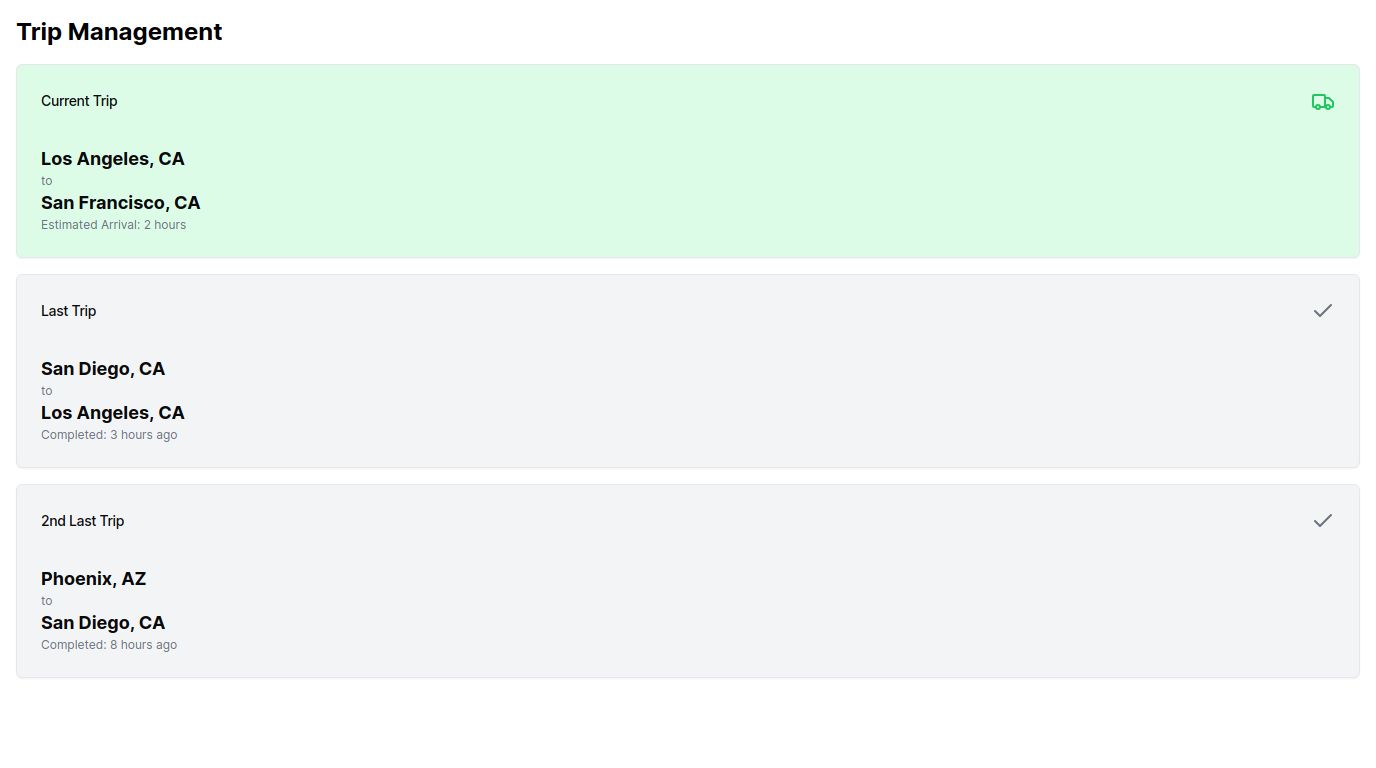 Trip Management
Current Trip
Los Angeles, CA
to
San Francisco, CA
Estimated Arrival: 2 hours
Last Trip
San Diego, CA
to
Los Angeles, CA
Completed: 3 hours ago
2nd Last Trip
Phoenix, AZ
to
San Diego, CA
Completed: 8 hours ago